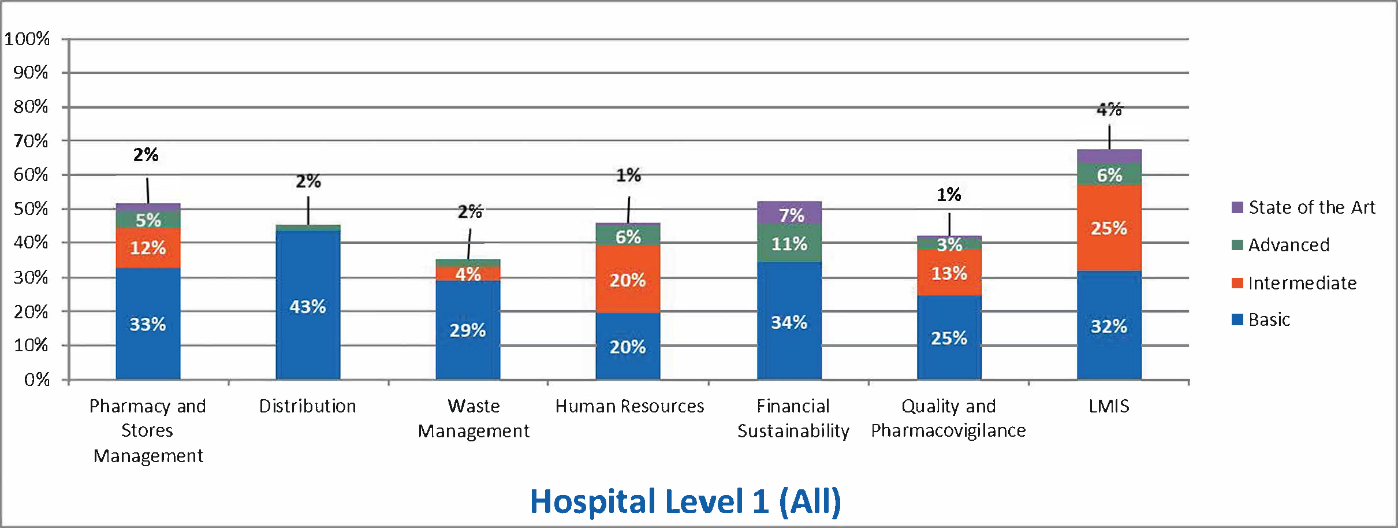 100%
90%
80%
70%
60%
50%
40%
30%
20%
10%
0%
2%
5%
12%
33%
2%
43%
2%
4%
29%
1%
6%
20%
20%
7%
11%
34%
1%
3%
13%
25%
4%
6%
25%
32%
State of the Art
Advanced
Intermediate
Basic
Pharmacy and
Stores
Management
Distribution
Waste
Management
Human Resources
Financial
Sustainability
Quality and
Pharmacovigilance
LMIS
Hospital Level 1 (All)